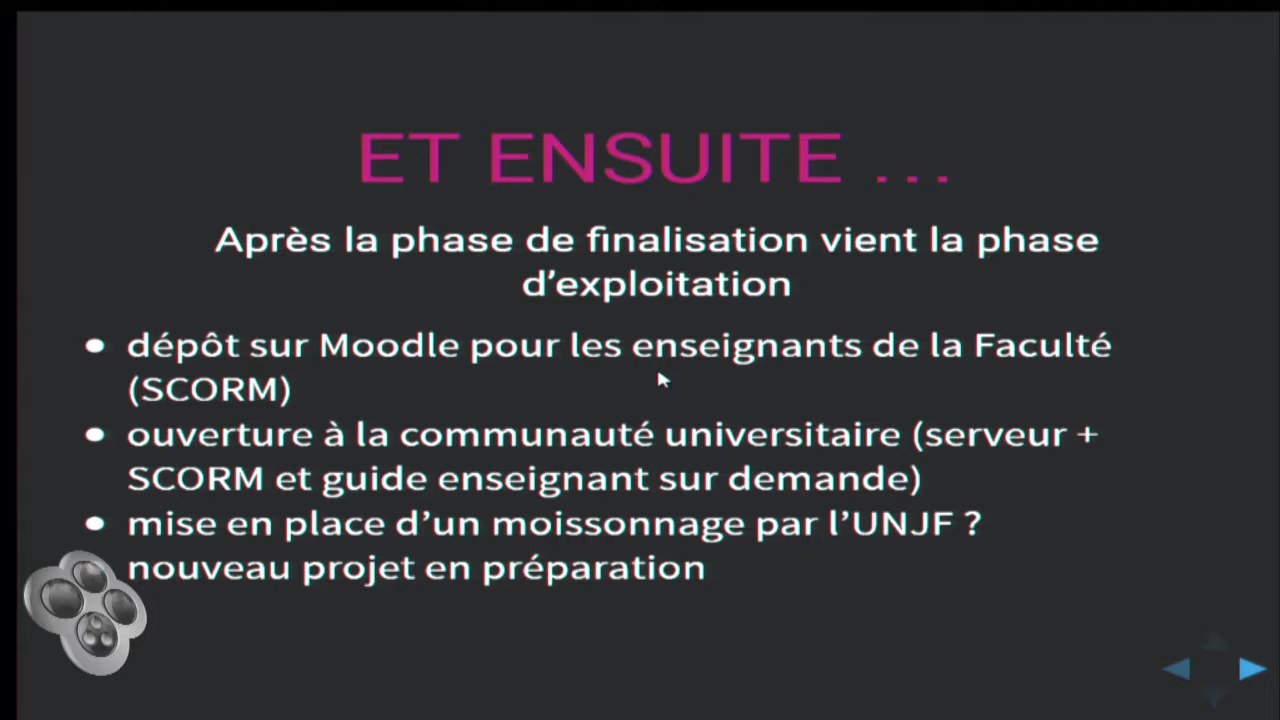 ET ENSUITE ...
Après la phase de finalisation vient la phase
d’exploitation
• dépôt sur Moodle pour les enseignants de la Faculté
(SCORM)
• ouverture à la communauté universitaire (serveur +
SCORM et guide enseignant sur demande)
• mise en place d’un moissonnage par l’UNJF ?
nouveau projet en préparation